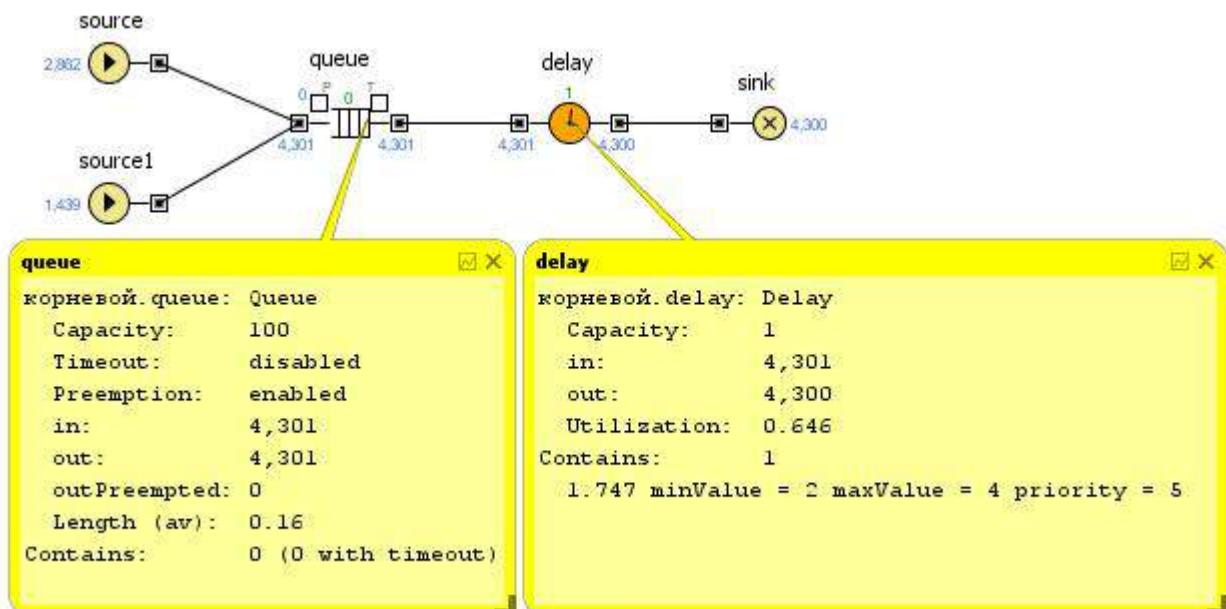 source
2,862
queue
delay
sink
0 P 0 T
1
4,301
4,301
4,301
4,300
4,300
source1
1,439
queue
корневой.queue: Queue
Capacity: 100
Timeout: disabled
Preemption: enabled
in: 4,301
out: 4,301
outPreempted: 0
Length (av): 0.16
Contains: 0 (0 with timeout)
delay
корневой.delay: Delay
Capacity: 1
in: 4,301
out: 4,300
Utilization: 0.646
Contains: 1
1.747 minValue = 2 maxValue = 4 priority = 5